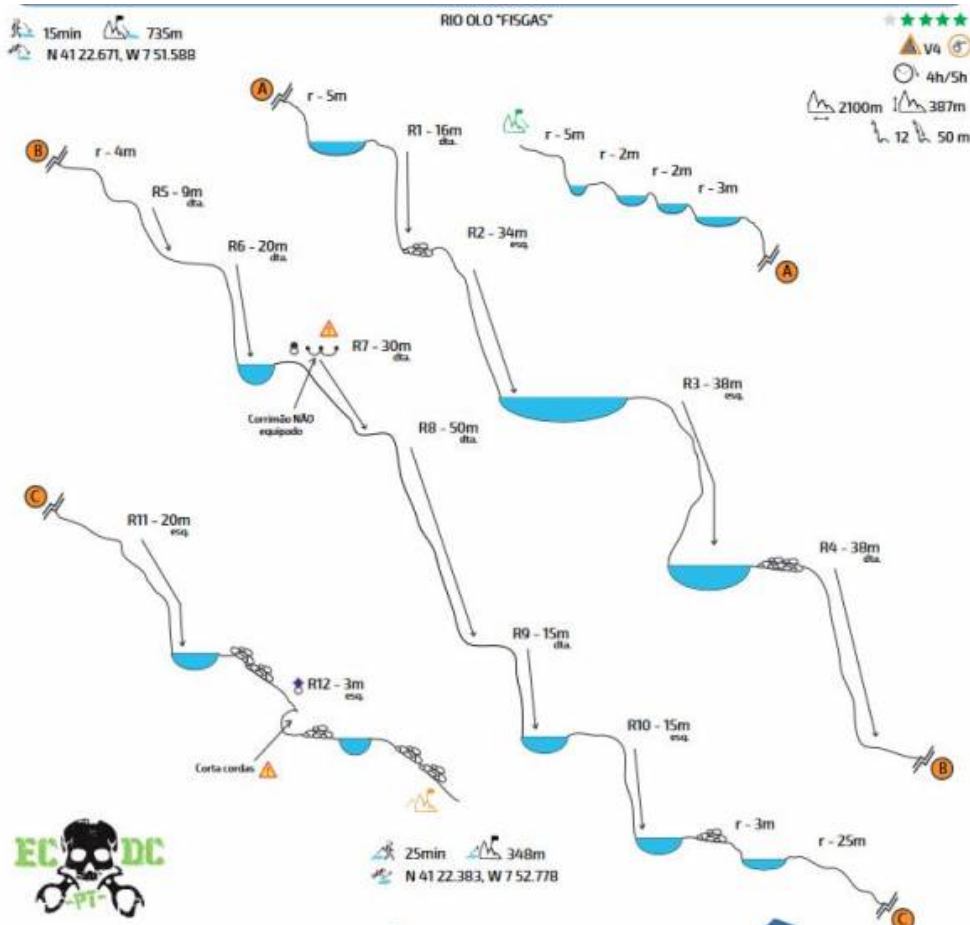 RIO OLO "FISGAS"
15min 735m
N 41 22.671, W 7 51.588
V4
4h/5h
2100m 387m
12 50 m
r - 5m
r - 2m
r - 2m
r - 3m
A
A
r - 5m
R1 - 16m
dta.
R2 - 34m
esq.
R3 - 38m
esq.
R4 - 38m
dta.
B
B
r - 4m
R5 - 9m
dta.
R6 - 20m
dta.
R7 - 30m
dta.
Corrimão NÃO
equipado
R8 - 50m
dta.
R9 - 15m
dta.
R10 - 15m
esq.
r - 3m
r - 25m
C
C
R11 - 20m
esq.
R12 - 3m
esq.
Corta cordas
25min 348m
N 41 22.383, W 7 52.778
EC DC
-PT-